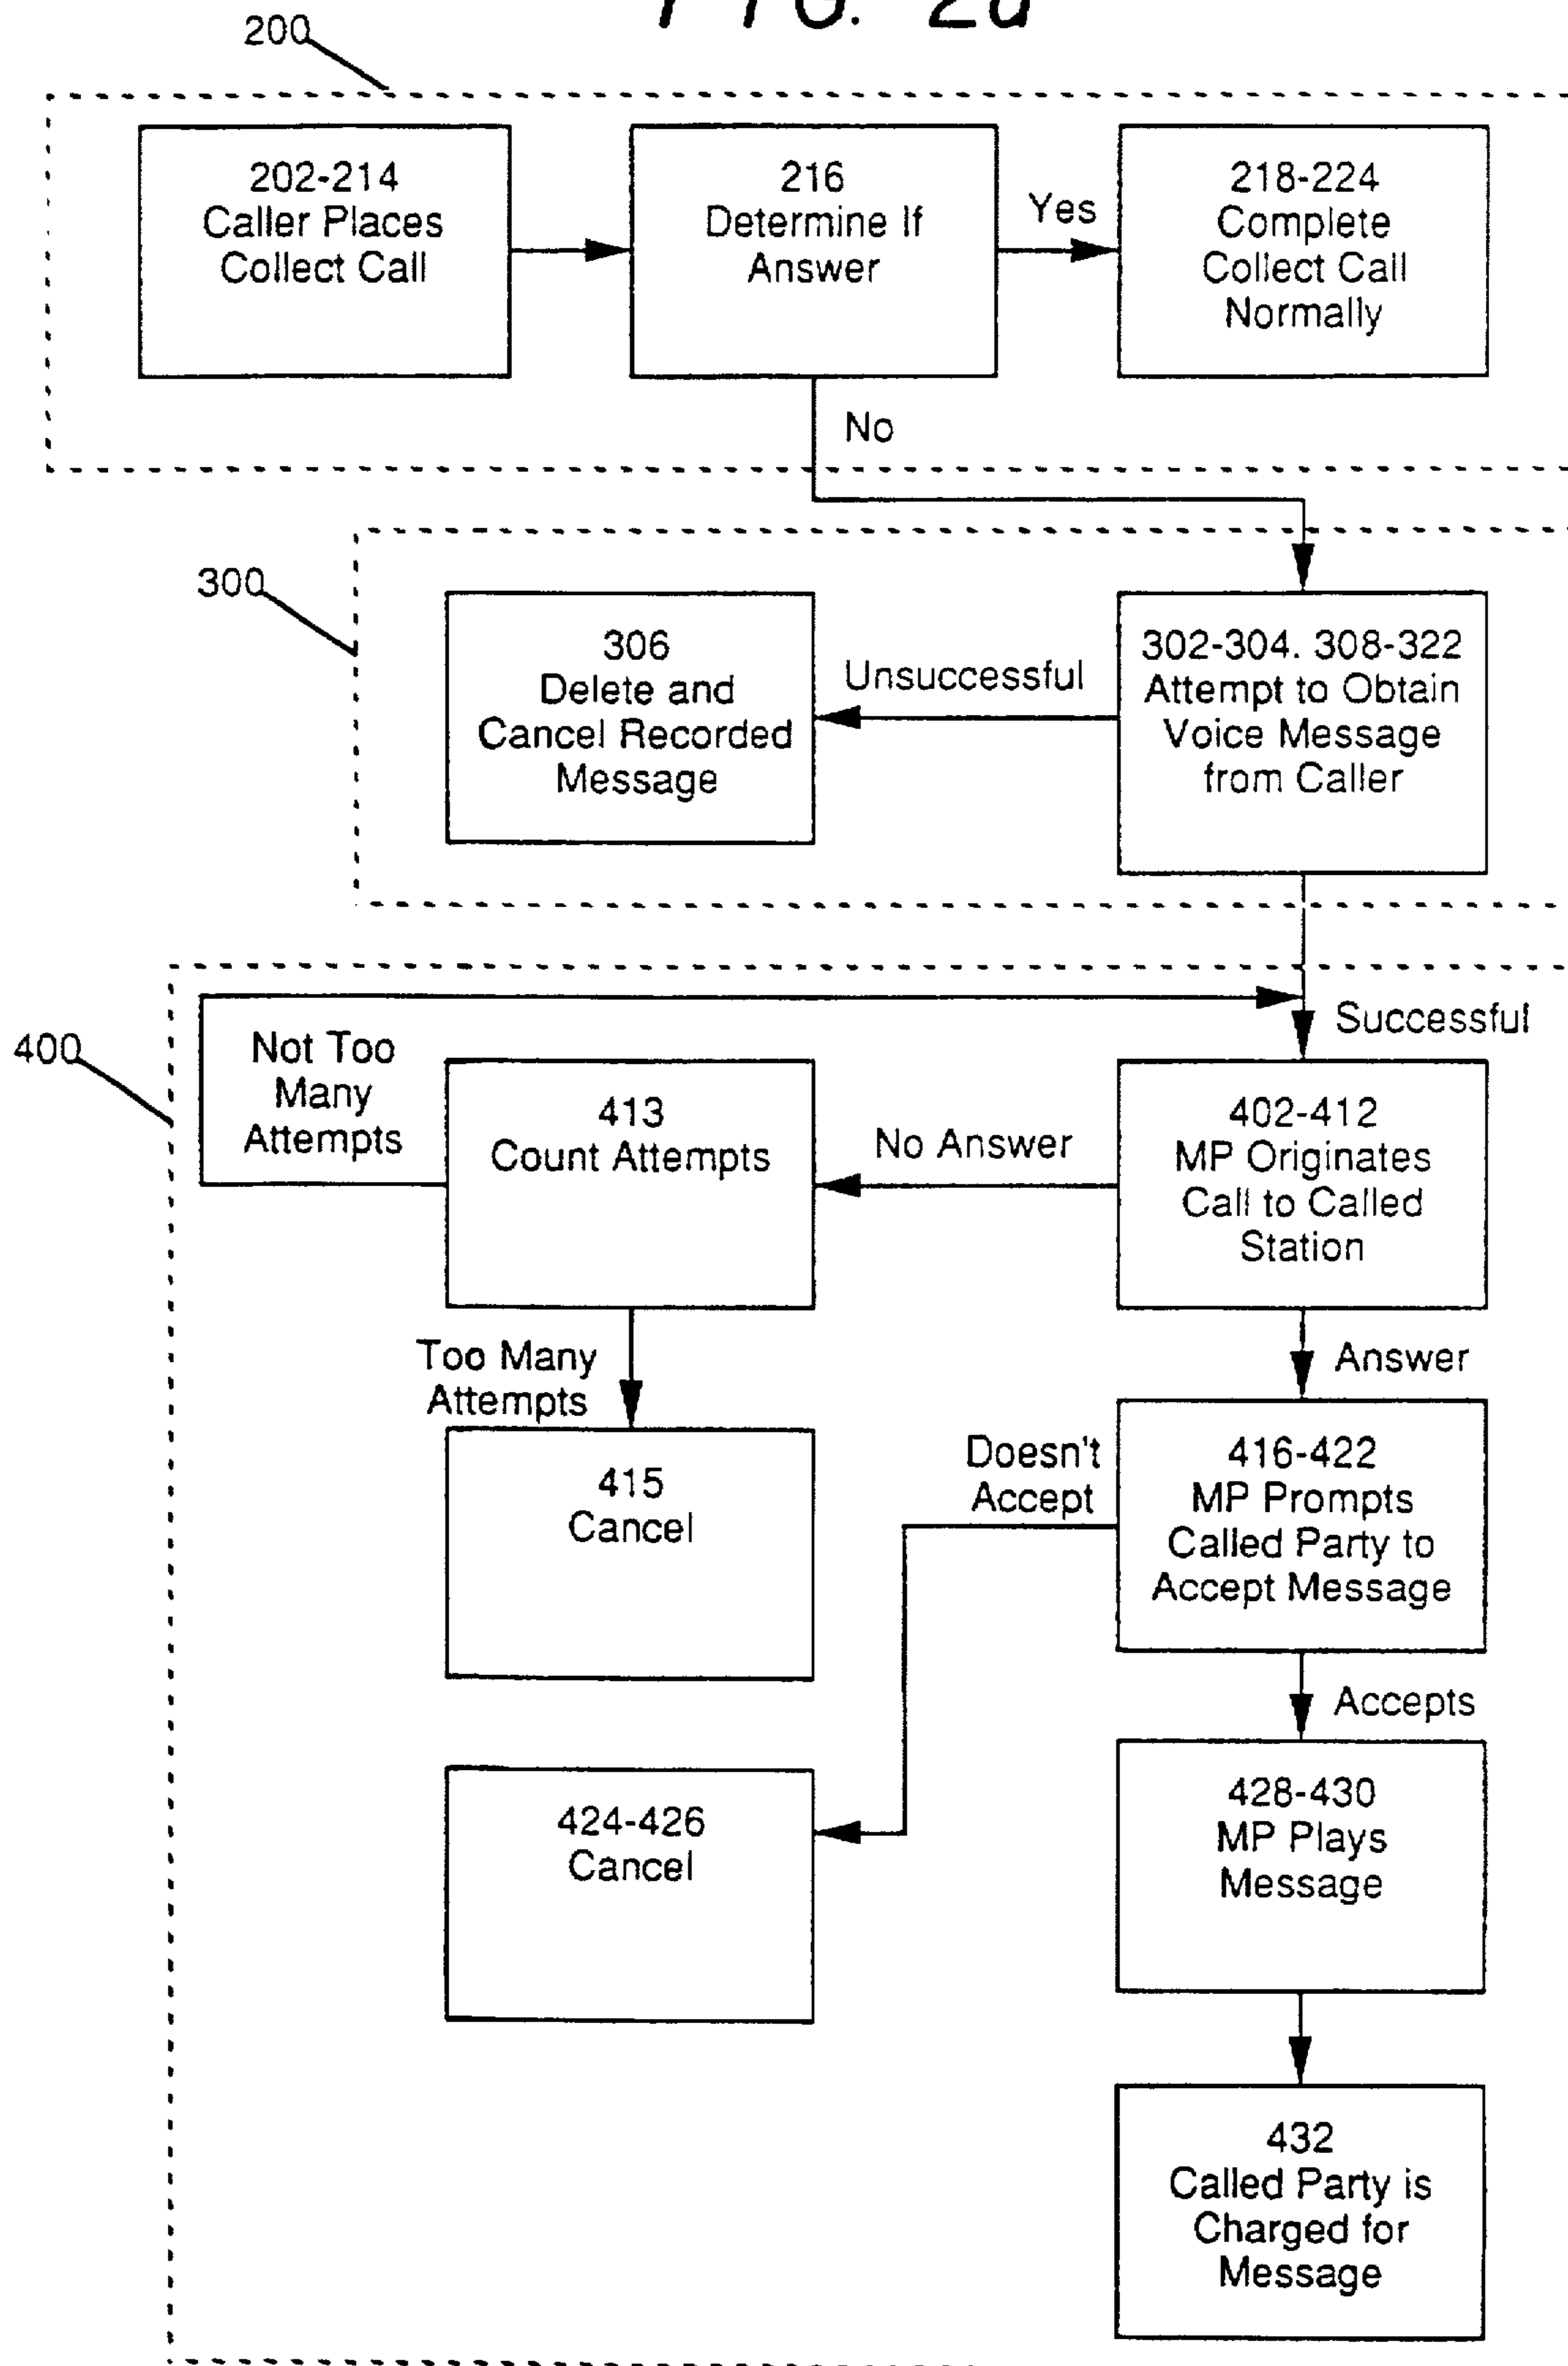 FIG. 2a
200
202-214
Caller Places
Collect Call
216
Determine If
Answer
Yes
218-224
Complete
Collect Call
Normally
No
300
306
Delete and
Cancel Recorded
Message
Unsuccessful
302-304. 308-322
Attempt to Obtain
Voice Message
from Caller
400
Not Too
Many
Attempts
Successful
413
Count Attempts
No Answer
402-412
MP Originates
Call to Called
Station
Too Many
Attempts
Answer
415
Cancel
Doesn't
Accept
416-422
MP Prompts
Called Party to
Accept Message
Accepts
424-426
Cancel
428-430
MP Plays
Message
432
Called Party is
Charged for
Message